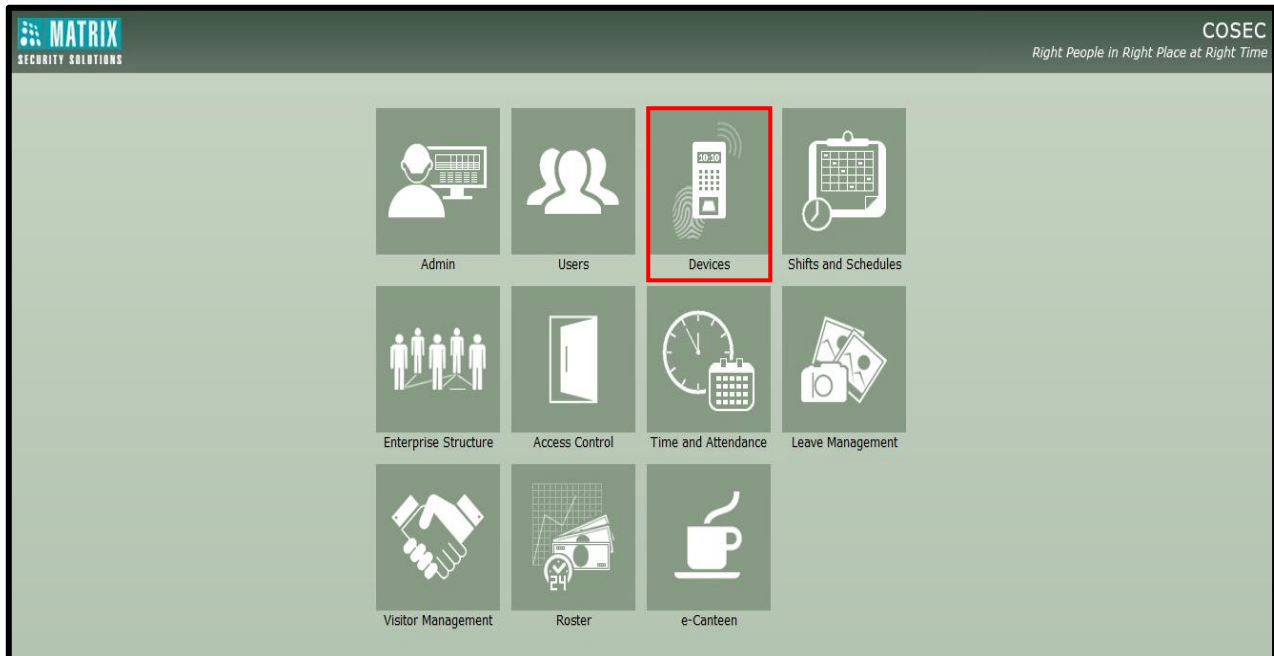 MATRIX
SECURITY SOLUTIONS
COSEC
Right People in Right Place at Right Time
10:10
Admin
Users
Devices
Shifts and Schedules
Enterprise Structure
Access Control
Time and Attendance
Leave Management
24
Visitor Management
Roster
e-Canteen